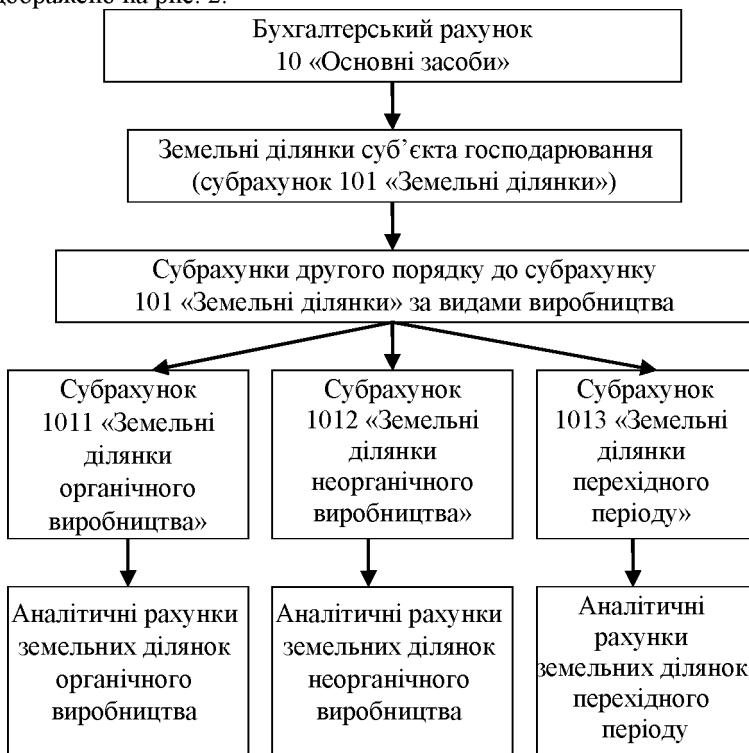 дображено на рис. 2.
Бухгалтерський рахунок
10 «Основні засоби»
Земельні ділянки суб’єкта господарювання
(субрахунок 101 «Земельні ділянки»)
Субрахунки другого порядку до субрахунку
101 «Земельні ділянки» за видами виробництва
Субрахунок
1011 «Земельні
ділянки
органічного
виробництва»
Субрахунок
1012 «Земельні
ділянки
неорганічного
виробництва»
Субрахунок
1013 «Земельні
ділянки
перехідного
періоду»
Аналітичні рахунки
земельних ділянок
органічного
виробництва
Аналітичні рахунки
земельних ділянок
неорганічного
виробництва
Аналітичні
рахунки
земельних ділянок
перехідного
періоду